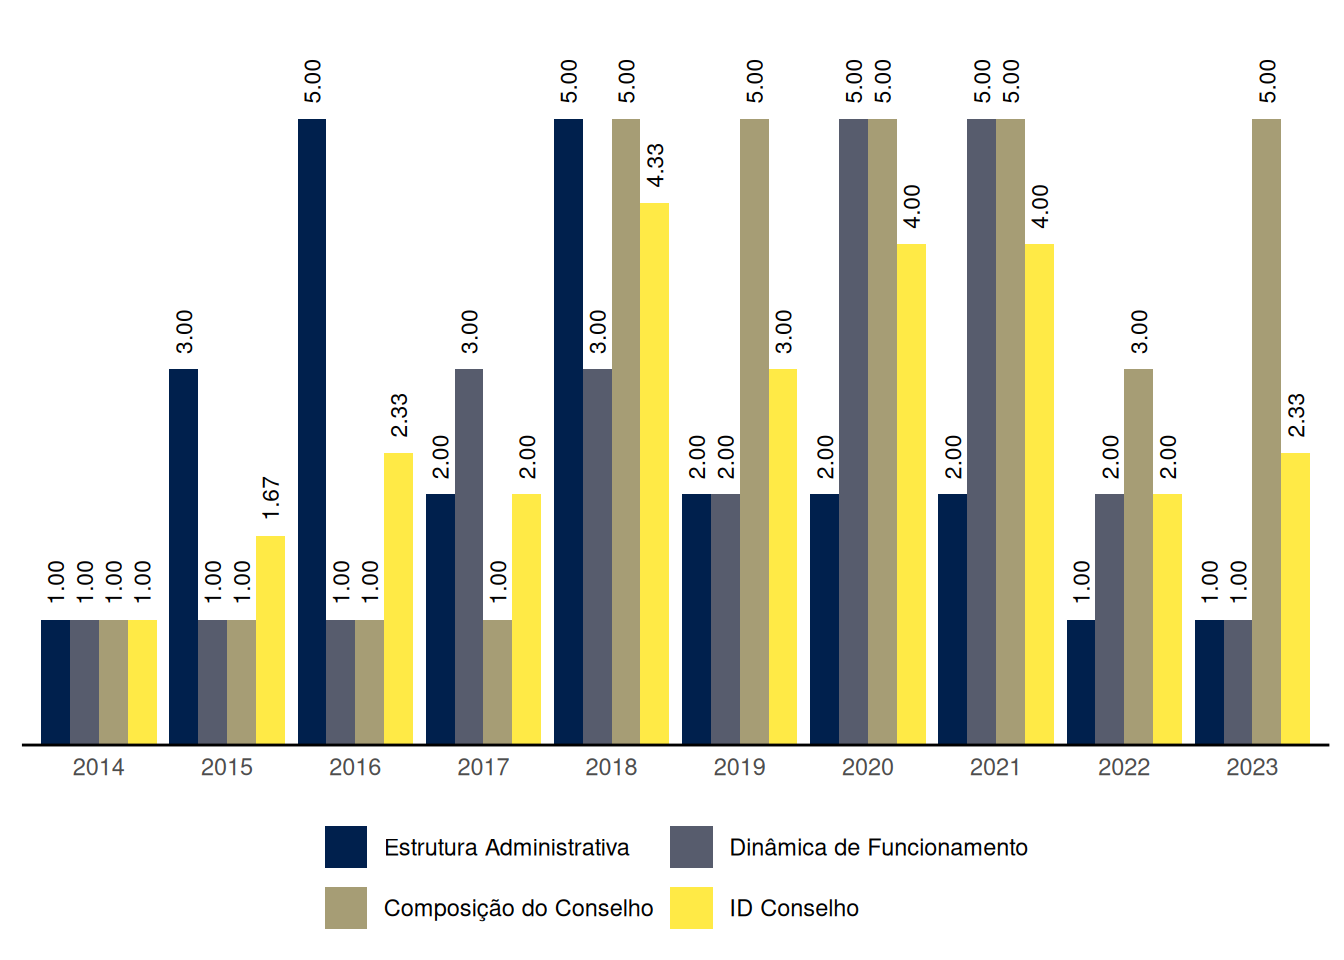 1.00 1.00 1.00 1.00
3.00 1.00 1.00 1.67
5.00 1.00 1.00 2.33
2.00 3.00 1.00 2.00
5.00 3.00 5.00 4.33
2.00 2.00 5.00 3.00
2.00 5.00 5.00 4.00
2.00 5.00 5.00 4.00
1.00 2.00 3.00 2.00
1.00 1.00 5.00 2.33
2014 2015 2016 2017 2018 2019 2020 2021 2022 2023
Estrutura Administrativa Dinâmica de Funcionamento
Composição do Conselho ID Conselho